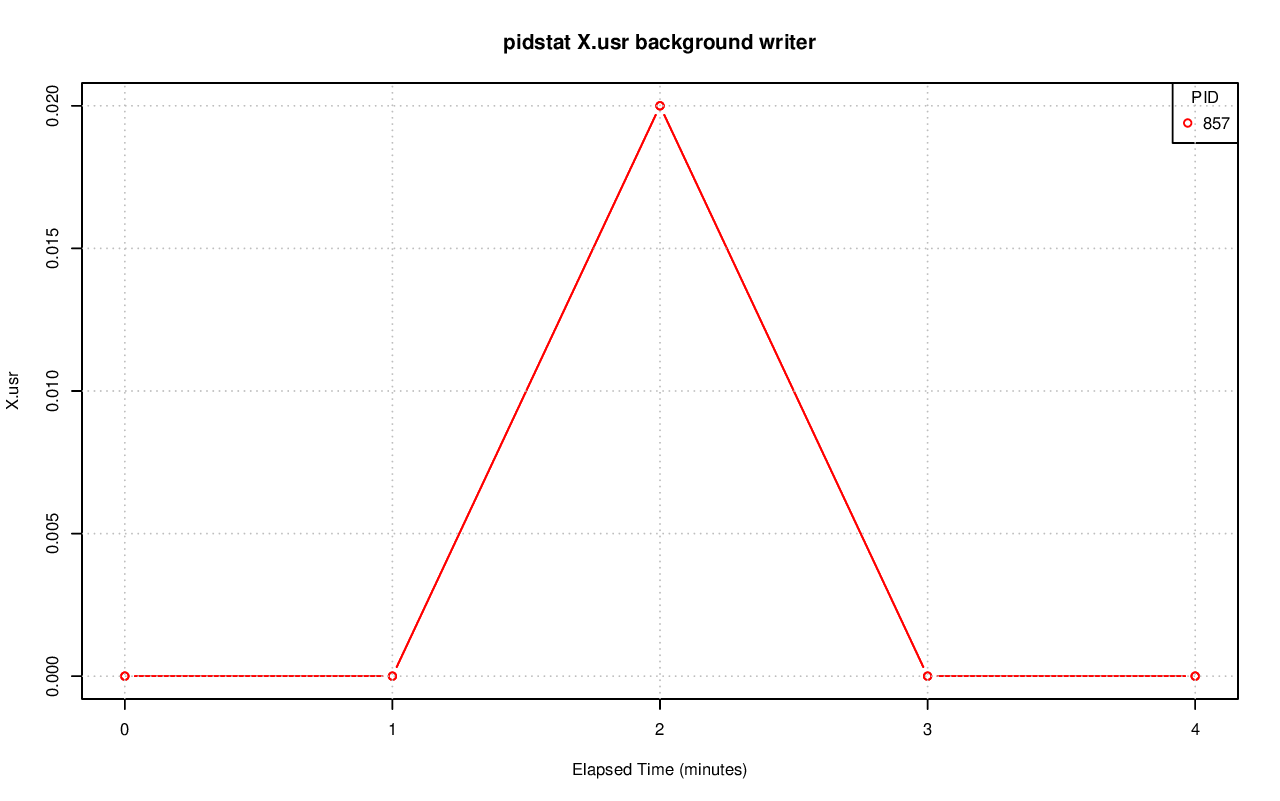 pidstat X.usr background writer
PID
857
0.020
0.015
0.010
0.005
0.000
X.usr
0 1 2 3 4
Elapsed Time (minutes)